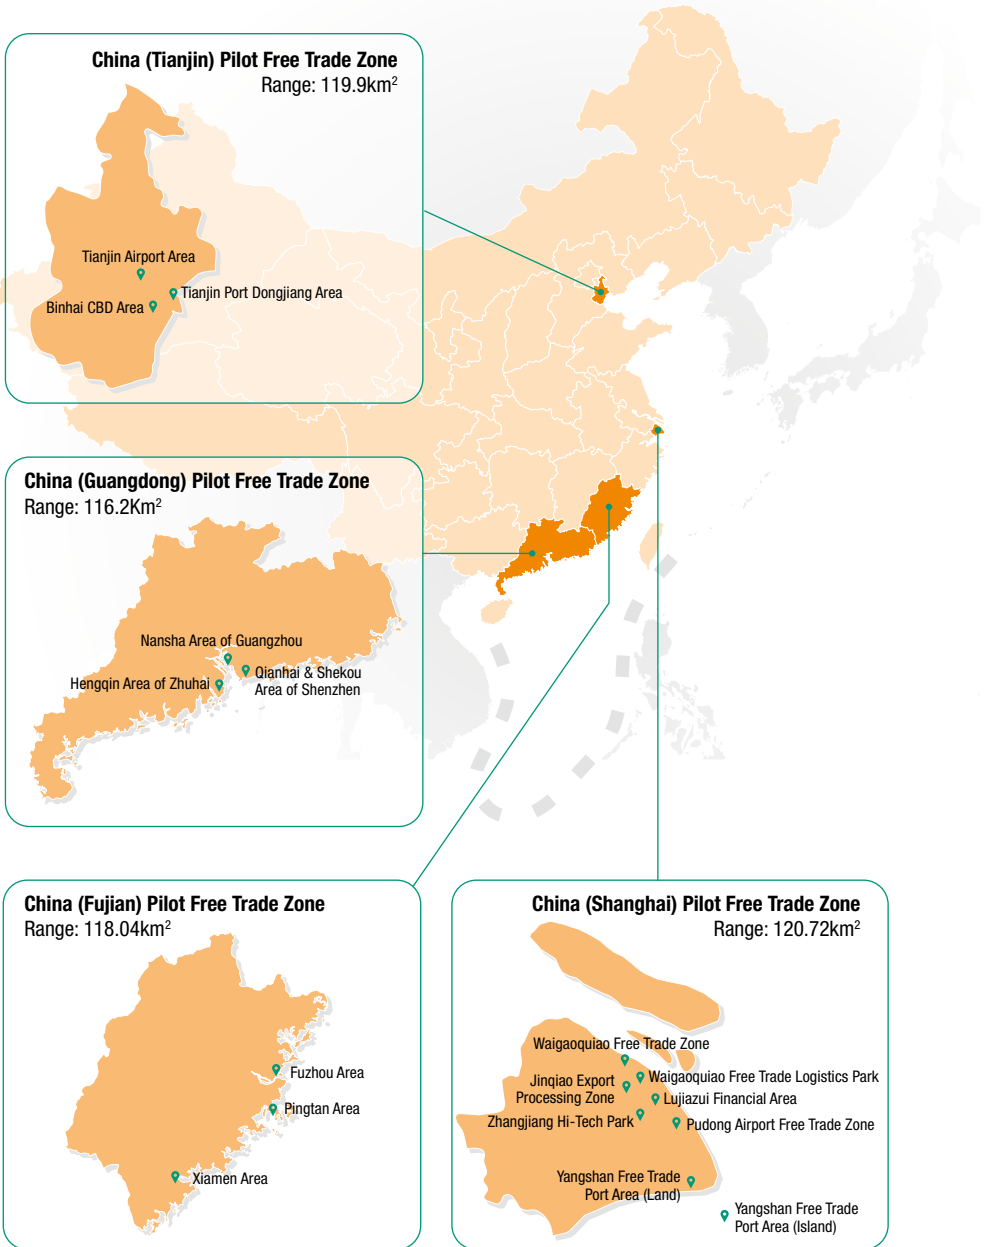 China (Tianjin) Pilot Free Trade Zone
Range: 119.9km²
Tianjin Airport Area
Tianjin Port Dongjiang Area
Binhai CBD Area
China (Guangdong) Pilot Free Trade Zone
Range: 116.2Km²
Nansha Area of Guangzhou
Qianhai & Shekou
Area of Shenzhen
Hengqin Area of Zhuhai
China (Fujian) Pilot Free Trade Zone
Range: 118.04km²
Fuzhou Area
Pingtan Area
Xiamen Area
China (Shanghai) Pilot Free Trade Zone
Range: 120.72km²
Waigaoqiao Free Trade Zone
Waigaoqiao Free Trade Logistics Park
Jinqiao Export
Processing Zone
Lujiazui Financial Area
Zhangjiang Hi-Tech Park
Pudong Airport Free Trade Zone
Yangshan Free Trade
Port Area (Land)
Yangshan Free Trade
Port Area (Island)